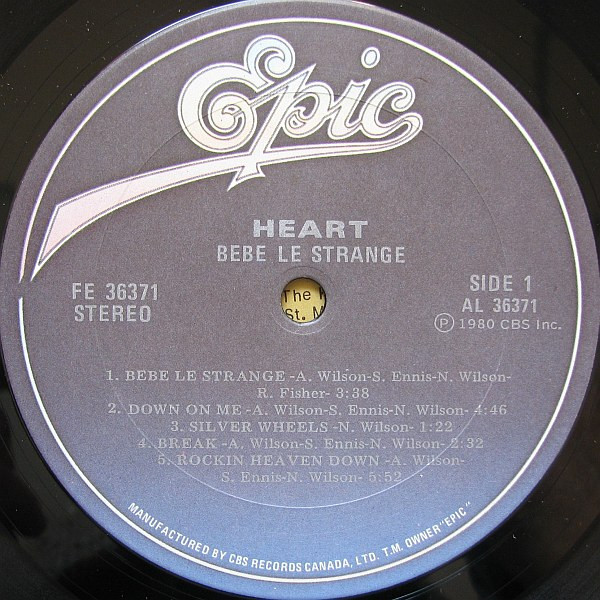 Epic
HEART
BEBE LE STRANGE
FE 36371
STEREO
SIDE 1
AL 36371
Ⓟ 1980 CBS Inc.
The
St. M
1. BEBE LE STRANGE -A. Wilson-S. Ennis-N. Wilson-
R. Fisher- 3:38
2. DOWN ON ME -A. Wilson-S. Ennis-N. Wilson- 4:46
3. SILVER WHEELS -N. Wilson- 1:22
4. BREAK -A. Wilson-S. Ennis-N. Wilson- 2:32
5. ROCKIN HEAVEN DOWN -A. Wilson-
S. Ennis-N. Wilson- 5:52
MANUFACTURED BY CBS RECORDS CANADA, LTD. T.M. OWNER "EPIC"